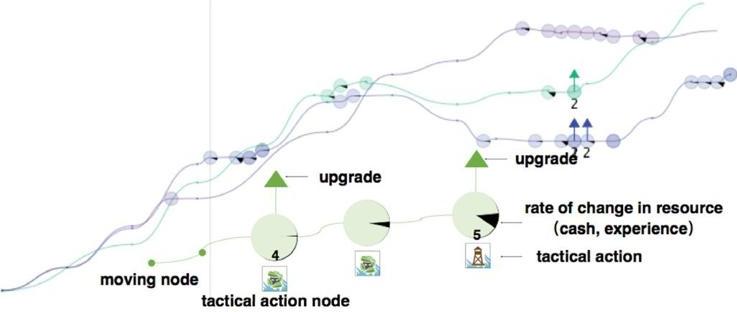 2
2 2
upgrade
upgrade
rate of change in resource
(cash, experience)
4
5
tactical action
moving node
tactical action node